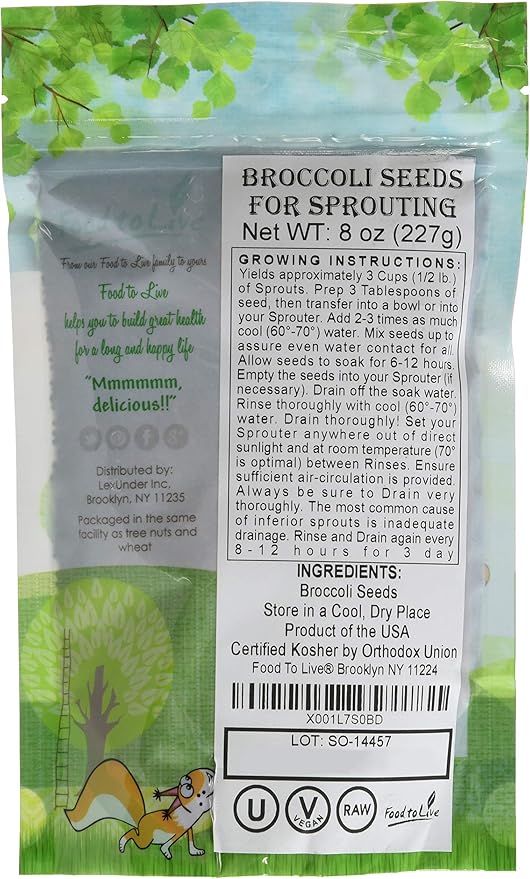 Food to Live
From our Food to Live family to yours
Food to Live
helps you to build great health
for a long and happy life
“Mmmmmm,
delicious!!”
Distributed by:
LexUnder Inc,
Brooklyn, NY 11235
Packaged in the same
facility as tree nuts and
wheat
BROCCOLI SEEDS
FOR SPROUTING
Net WT: 8 oz (227g)
GROWING INSTRUCTIONS:
Yields approximately 3 Cups (1/2 lb.)
of Sprouts. Prep 3 Tablespoons of
seed, then transfer into a bowl or into
your Sprouter. Add 2-3 times as much
cool (60°-70°) water. Mix seeds up to
assure even water contact for all.
Allow seeds to soak for 6-12 hours.
Empty the seeds into your Sprouter (if
necessary). Drain off the soak water.
Rinse thoroughly with cool (60°-70°)
water. Drain thoroughly! Set your
Sprouter anywhere out of direct
sunlight and at room temperature (70°
is optimal) between Rinses. Ensure
sufficient air-circulation is provided.
Always be sure to Drain very
thoroughly. The most common cause
of inferior sprouts is inadequate
drainage. Rinse and Drain again every
8-12 hours for 3 day
INGREDIENTS:
Broccoli Seeds
Store in a Cool, Dry Place
Product of the USA
Certified Kosher by Orthodox Union
Food To Live® Brooklyn NY 11224
X001L7S0BD
LOT: SO-14457
U
V
VEGAN
RAW
Food to Live